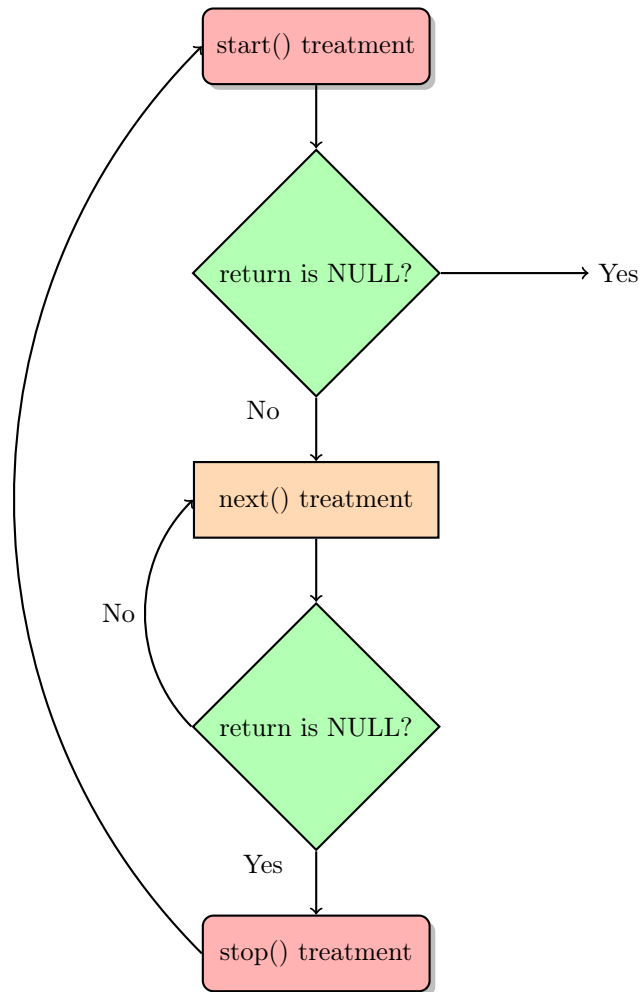 start() treatment
return is NULL?
Yes
No
next() treatment
No
return is NULL?
Yes
stop() treatment